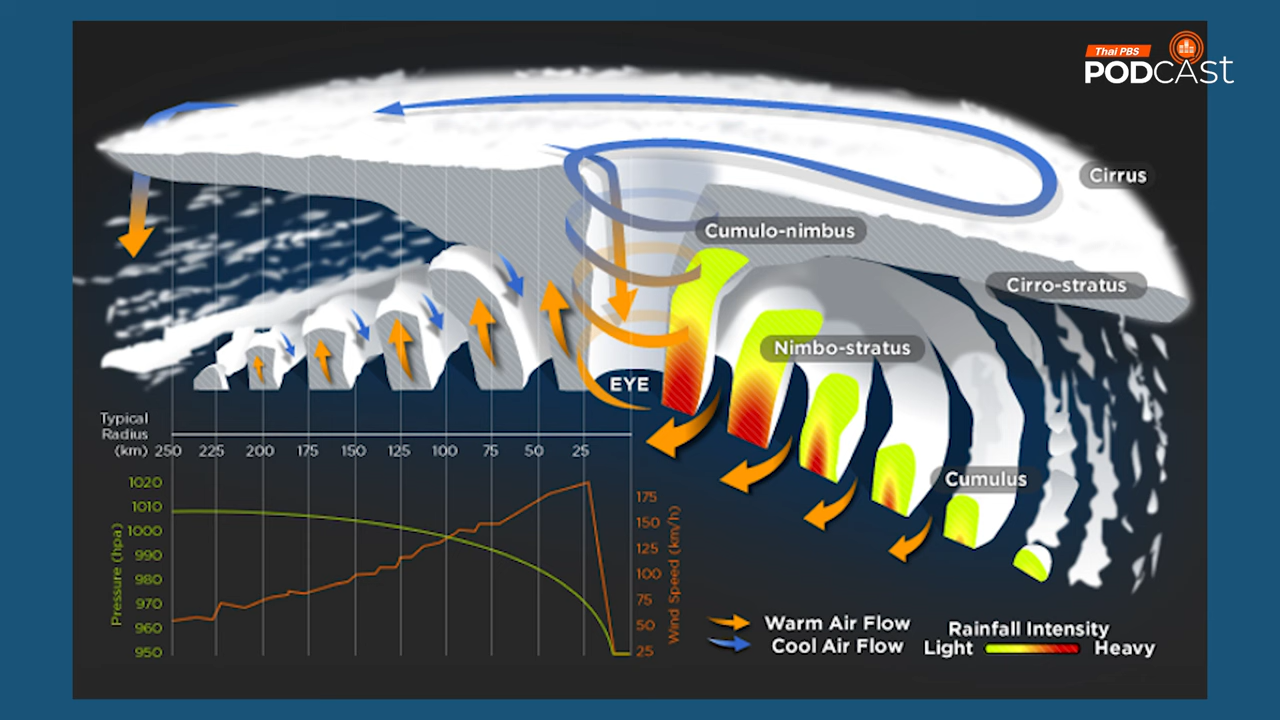 Thai PBS
PODCAST
Cirrus
Cumulo-nimbus
Cirro-stratus
Nimbo-stratus
EYE
Cumulus
Typical
Radius
(km) 250 225 200 175 150 125 100 75 50 25
Pressure (hpa)
1020
1010
1000
990
980
970
960
950
175
150
125
100
75
50
25
Wind Speed (km/h)
Warm Air Flow
Cool Air Flow
Rainfall Intensity
Light Heavy